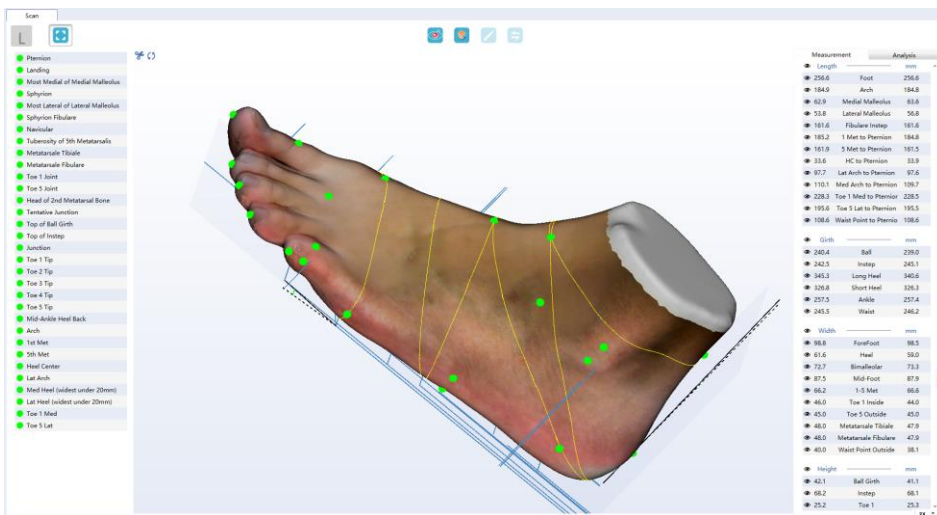 Scan
L
Pternion
Landing
Most Medial of Medial Malleolus
Sphyrion
Most Lateral of Lateral Malleolus
Sphyrion Fibulare
Navicular
Tuberosity of 5th Metatarsalis
Metatarsale Tibiale
Metatarsale Fibulare
Toe 1 Joint
Toe 5 Joint
Head of 2nd Metatarsal Bone
Tentative Junction
Top of Ball Girth
Top of Instep
Junction
Toe 1 Tip
Toe 2 Tip
Toe 3 Tip
Toe 4 Tip
Toe 5 Tip
Mid-Ankle Heel Back
Arch
1st Met
5th Met
Heel Center
Lat Arch
Med Heel (widest under 20mm)
Lat Heel (widest under 20mm)
Toe 1 Med
Toe 5 Lat
Measurement Analysis
Length mm
256.6 Foot 256.6
184.9 Arch 184.8
62.9 Medial Malleolus 63.6
53.8 Lateral Malleolus 56.8
161.6 Fibulare Instep 161.6
185.2 1 Met to Pternion 184.8
161.9 5 Met to Pternion 161.5
33.6 HC to Pternion 33.9
97.7 Lat Arch to Pternion 97.6
110.1 Med Arch to Pternion 109.7
228.3 Toe 1 Med to Pternior 228.5
195.6 Toe 5 Lat to Pternion 195.5
108.6 Waist Point to Pternio 108.6
Girth mm
240.4 Ball 239.0
242.5 Instep 245.1
345.3 Long Heel 340.6
326.8 Short Heel 326.3
257.5 Ankle 257.4
245.5 Waist 246.2
Width mm
98.8 ForeFoot 98.5
61.6 Heel 59.0
72.7 Bimalleolar 73.3
87.5 Mid-Foot 87.9
66.2 1-5 Met 66.6
46.0 Toe 1 Inside 44.0
45.0 Toe 5 Outside 45.0
48.0 Metatarsale Tibiale 47.9
48.0 Metatarsale Fibulare 47.9
40.0 Waist Point Outside 38.1
Height mm
42.1 Ball Girth 41.1
68.2 Instep 68.1
25.2 Toe 1 25.3